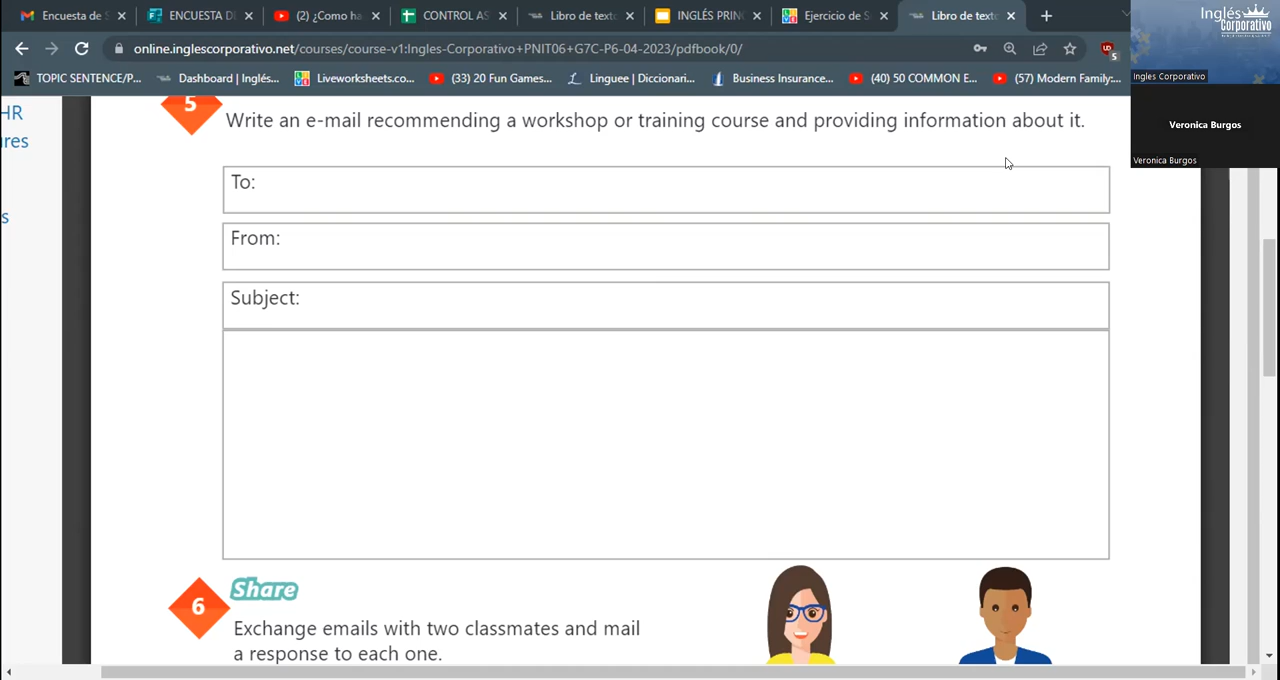 Encuesta de S
ENCUESTA DE
(2) ¿Como ha
CONTROL AS
Libro de text
INGLÉS PRIN
Ejercicio de S
Libro de text
online.inglescorporativo.net/courses/course-v1:Ingles-Corporativo+PNIT06+G7C-P6-04-2023/pdfbook/0/
5
TOPIC SENTENCE/P...
Dashboard | Inglés...
Liveworksheets.co...
(33) 20 Fun Games...
Linguee | Diccionari...
Business Insurance...
(40) 50 COMMON E...
(57) Modern Family:...
Inglés
Corporativo
Ingles Corporativo
Veronica Burgos
Veronica Burgos
HR
res
s
5
Write an e-mail recommending a workshop or training course and providing information about it.
To:
From:
Subject:
6
Share
Exchange emails with two classmates and mail
a response to each one.